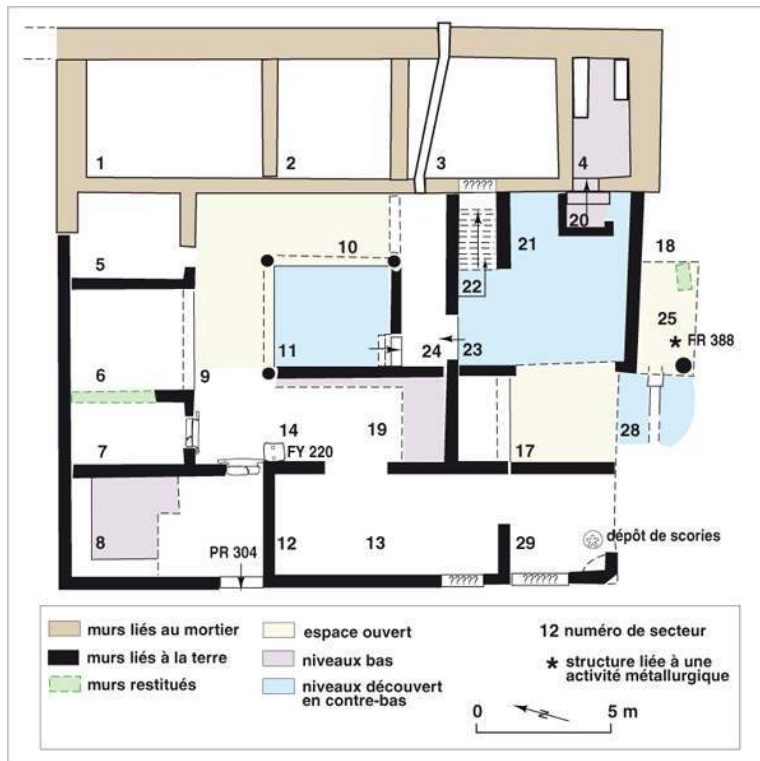 1
2
3
4
20
5
10
21
18
22
25
FR 388
11
24
23
6
9
28
14
19
17
FY 220
7
8
PR 304
12
13
29
dépôt de scories
?????
?????
??????
murs liés au mortier
murs liés à la terre
murs restitués
espace ouvert
niveaux bas
niveaux découvert
en contre-bas
12 numéro de secteur
* structure liée à une
activité métallurgique
N
0 5 m